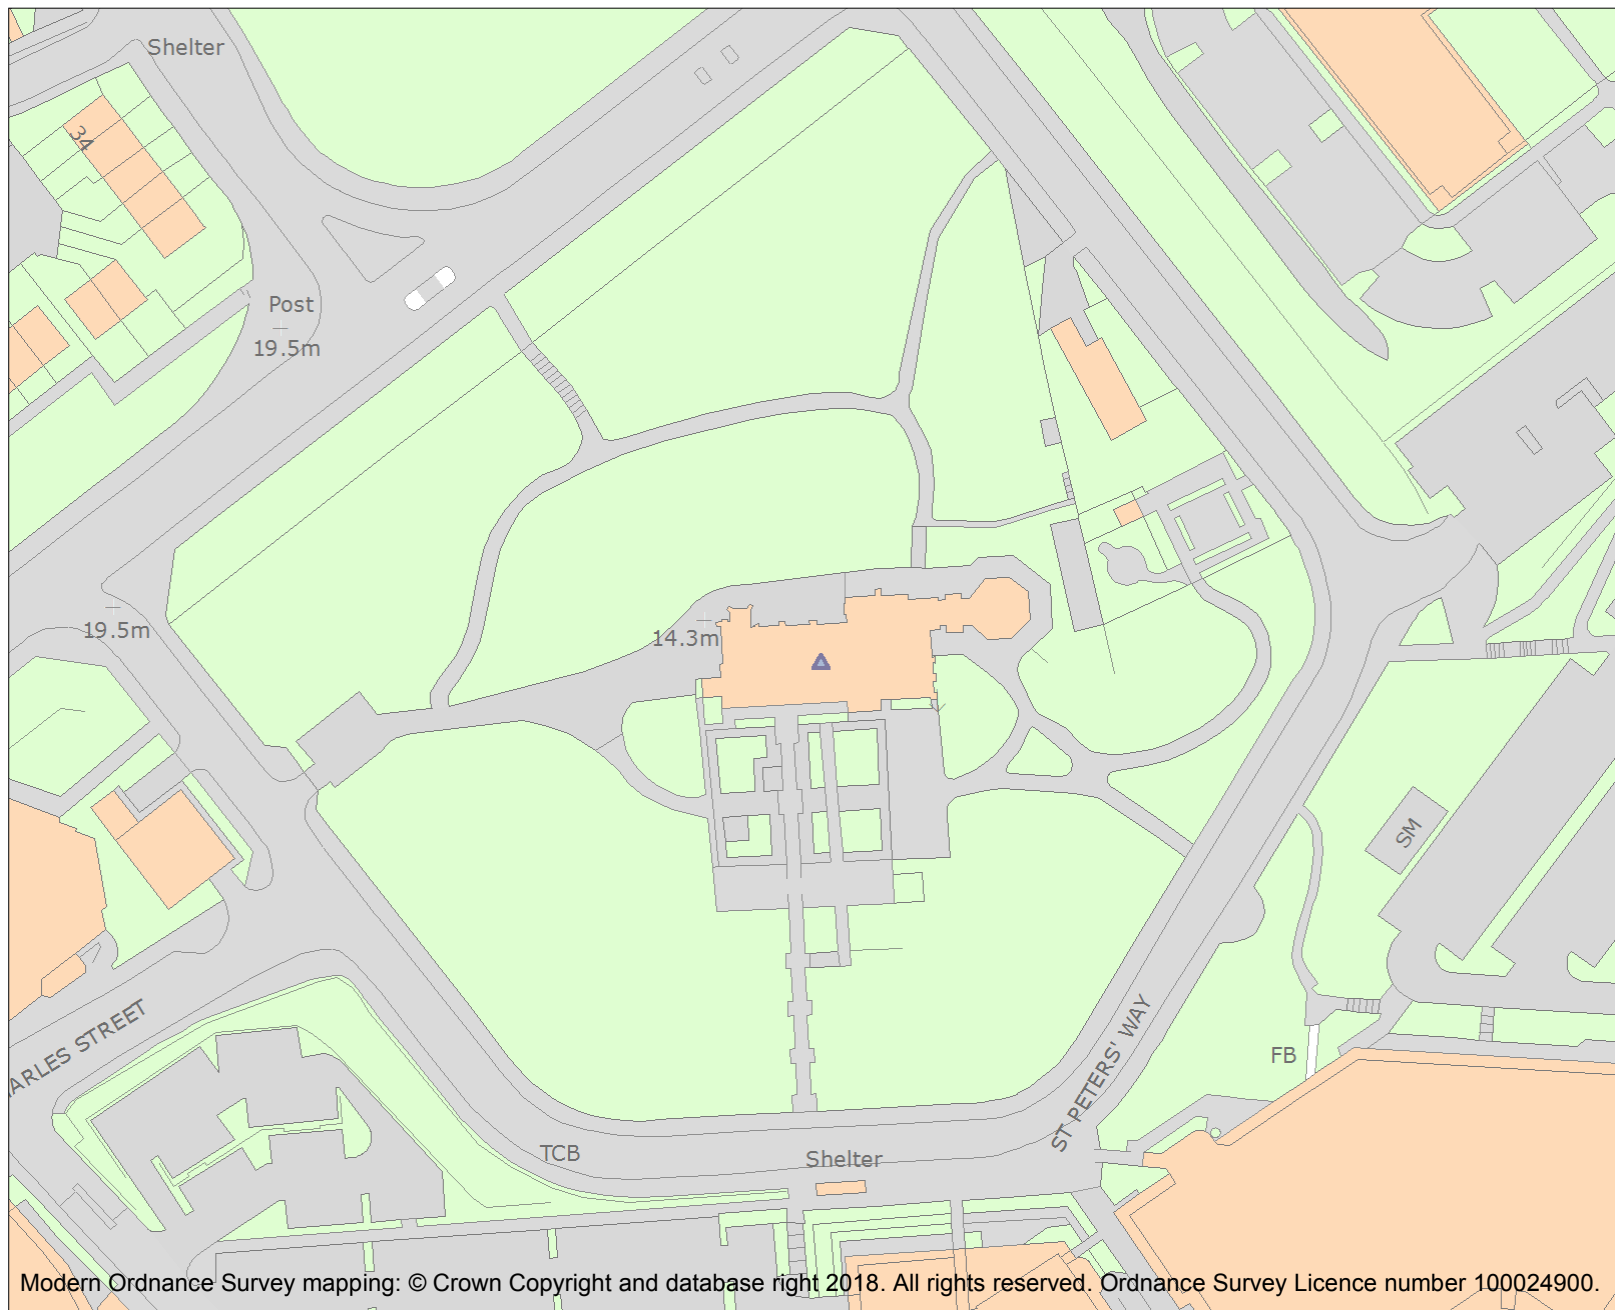 Shelter
34
Post
19.5m
19.5m
14.3m
SM
ARLES STREET
ST PETERS' WAY
FB
TCB
Shelter
Modern Ordnance Survey mapping: © Crown Copyright and database right 2018. All rights reserved. Ordnance Survey Licence number 100024900.